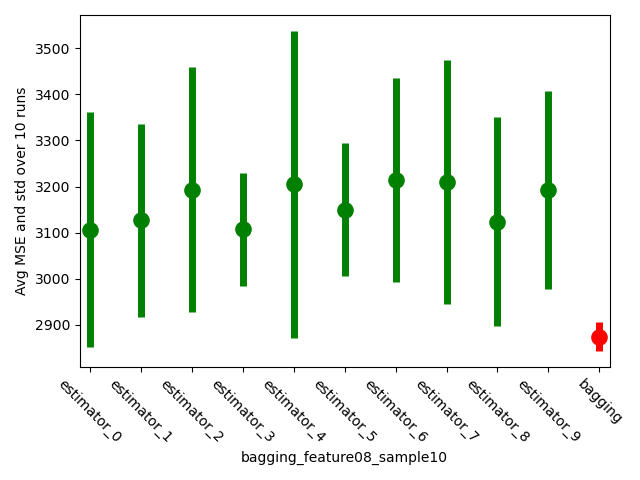 Avg MSE and std over 10 runs
3500
3400
3300
3200
3100
3000
2900
estimator_0
estimator_1
estimator_2
estimator_3
estimator_4
estimator_5
estimator_6
estimator_7
estimator_8
estimator_9
bagging
bagging_feature08_sample10